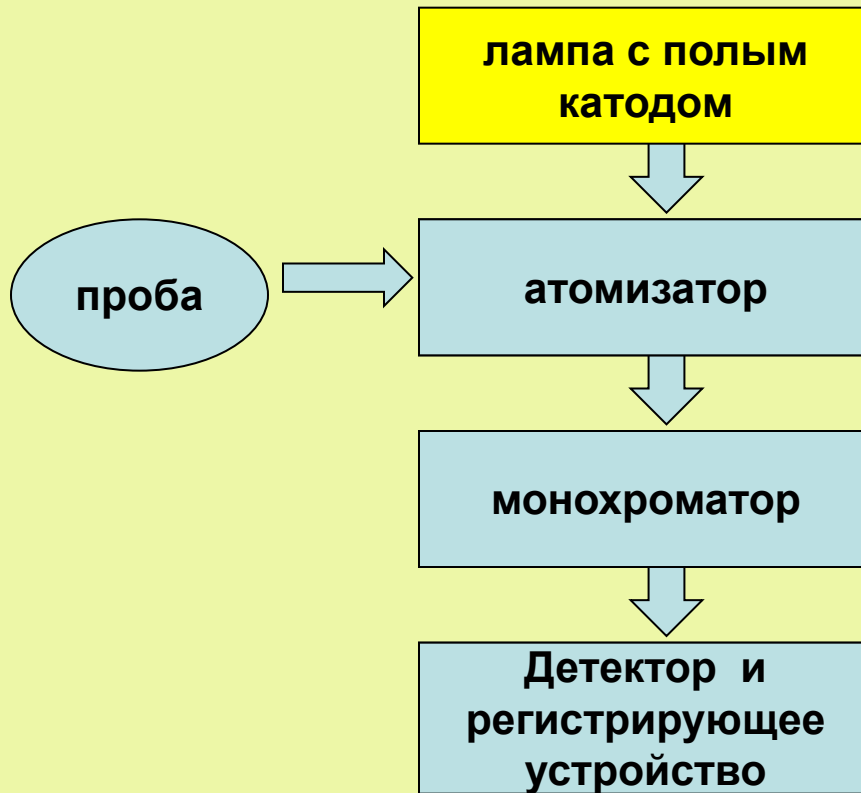 лампа с полым
катодом
проба
атомизатор
монохроматор
Детектор и
регистрирующее
устройство